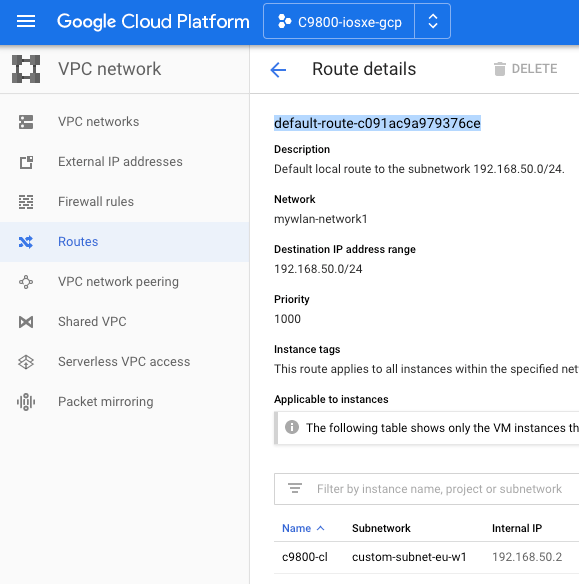 Google Cloud Platform
C9800-iosxe-gcp
VPC network
Route details
DELETE
VPC networks
External IP addresses
Firewall rules
Routes
VPC network peering
Shared VPC
Serverless VPC access
Packet mirroring
default-route-c091ac9a979376ce
Description
Default local route to the subnetwork 192.168.50.0/24.
Network
mywlan-network1
Destination IP address range
192.168.50.0/24
Priority
1000
Instance tags
This route applies to all instances within the specified net
Applicable to instances
The following table shows only the VM instances th
Filter by instance name, project or subnetwork
Name Subnetwork Internal IP
c9800-cl custom-subnet-eu-w1 192.168.50.2